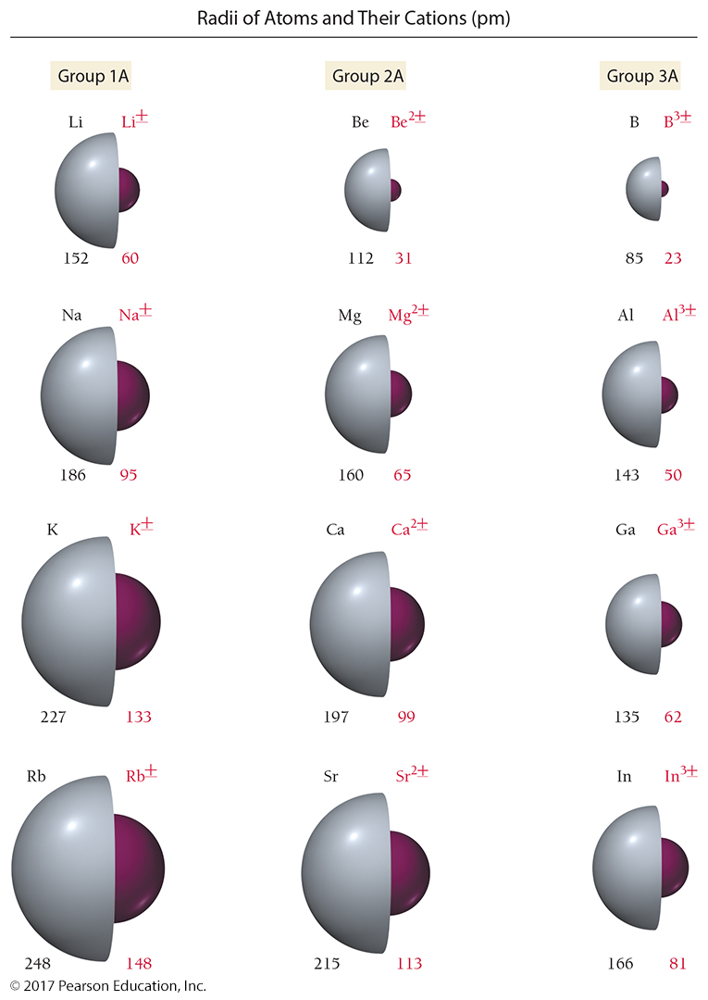 Radii of Atoms and Their Cations (pm)
Group 1A Group 2A Group 3A
Li Li± Be Be²± B B³±
152 60 112 31 85 23
Na Na± Mg Mg²± Al Al³±
186 95 160 65 143 50
K K± Ca Ca²± Ga Ga³±
227 133 197 99 135 62
Rb Rb± Sr Sr²± In In³±
248 148 215 113 166 81
© 2017 Pearson Education, Inc.